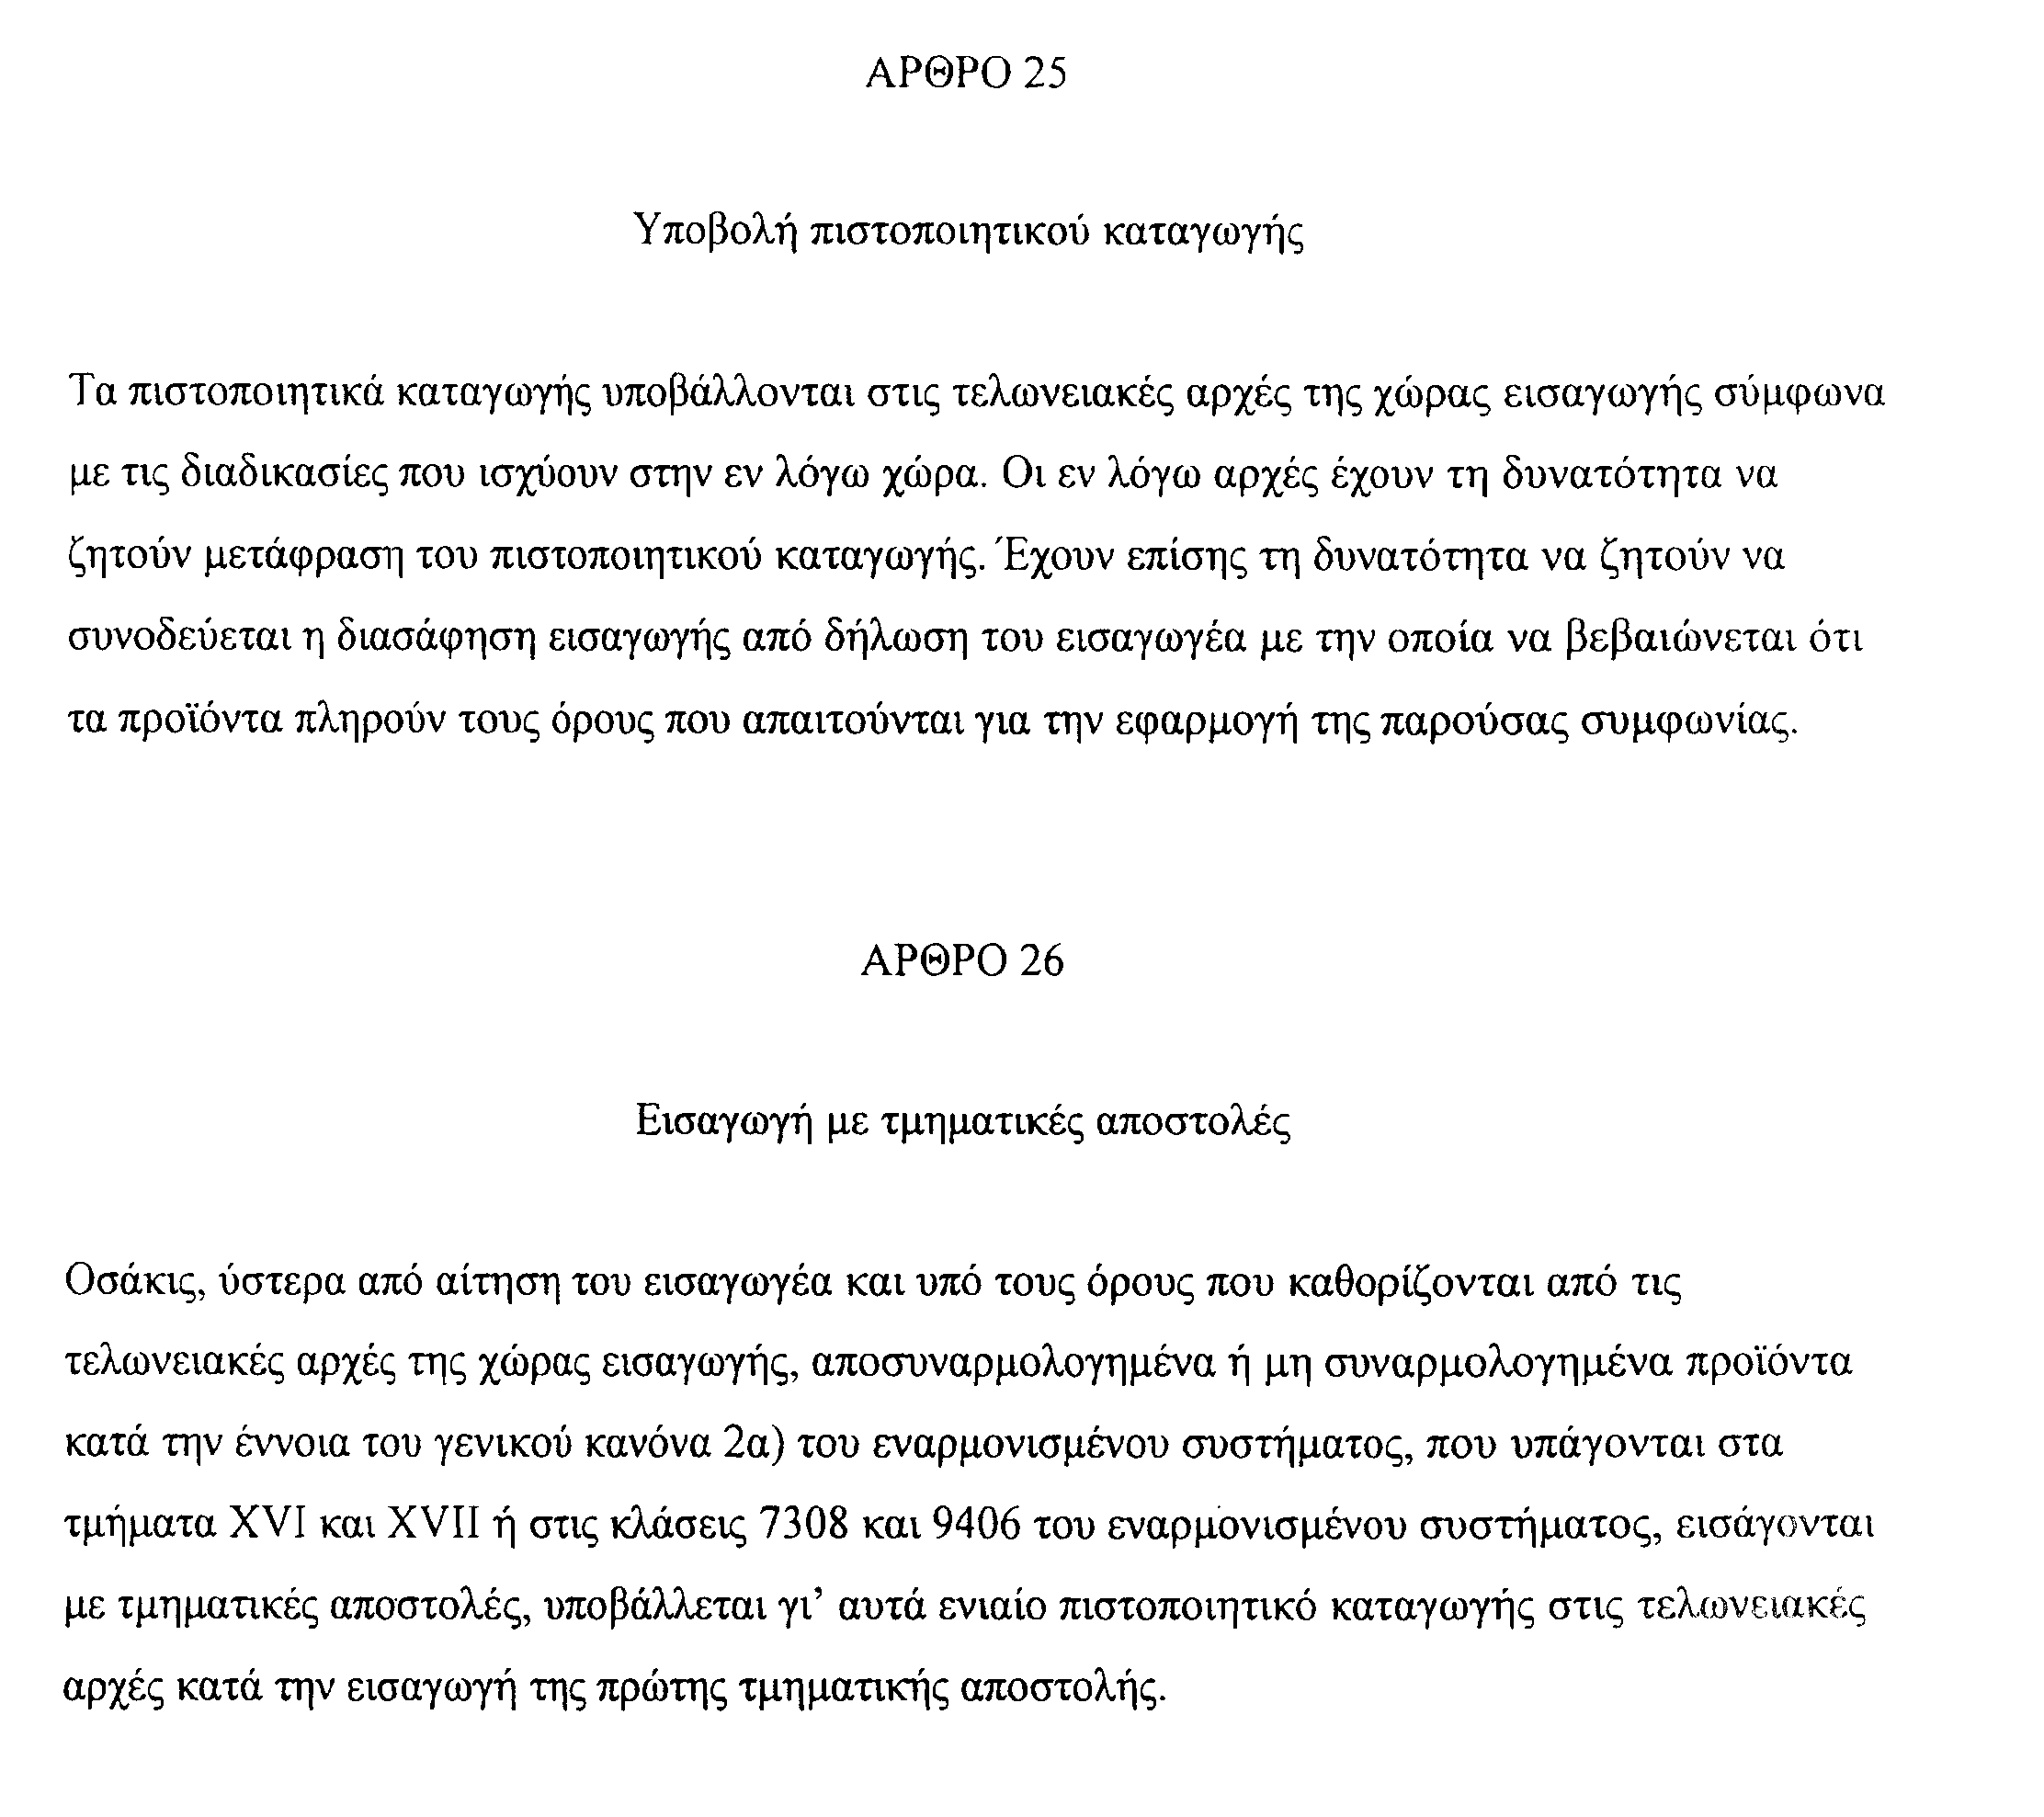 ΑΡΘΡΟ 25
Υποβολή πιστοποιητικού καταγωγής
Τα πιστοποιητικά καταγωγής υποβάλλονται στις τελωνειακές αρχές της χώρας εισαγωγής σύμφωνα
με τις διαδικασίες που ισχύουν στην εν λόγω χώρα. Οι εν λόγω αρχές έχουν τη δυνατότητα να
ζητούν μετάφραση του πιστοποιητικού καταγωγής. Έχουν επίσης τη δυνατότητα να ζητούν να
συνοδεύεται η διασάφηση εισαγωγής από δήλωση του εισαγωγέα με την οποία να βεβαιώνεται ότι
τα προϊόντα πληρούν τους όρους που απαιτούνται για την εφαρμογή της παρούσας συμφωνίας.
ΑΡΘΡΟ 26
Εισαγωγή με τμηματικές αποστολές
Οσάκις, ύστερα από αίτηση του εισαγωγέα και υπό τους όρους που καθορίζονται από τις
τελωνειακές αρχές της χώρας εισαγωγής, αποσυναρμολογημένα ή μη συναρμολογημένα προϊόντα
κατά την έννοια του γενικού κανόνα 2α) του εναρμονισμένου συστήματος, που υπάγονται στα
τμήματα XVI και XVII ή στις κλάσεις 7308 και 9406 του εναρμονισμένου συστήματος, εισάγονται
με τμηματικές αποστολές, υποβάλλεται γι’ αυτά ενιαίο πιστοποιητικό καταγωγής στις τελωνειακές
αρχές κατά την εισαγωγή της πρώτης τμηματικής αποστολής.